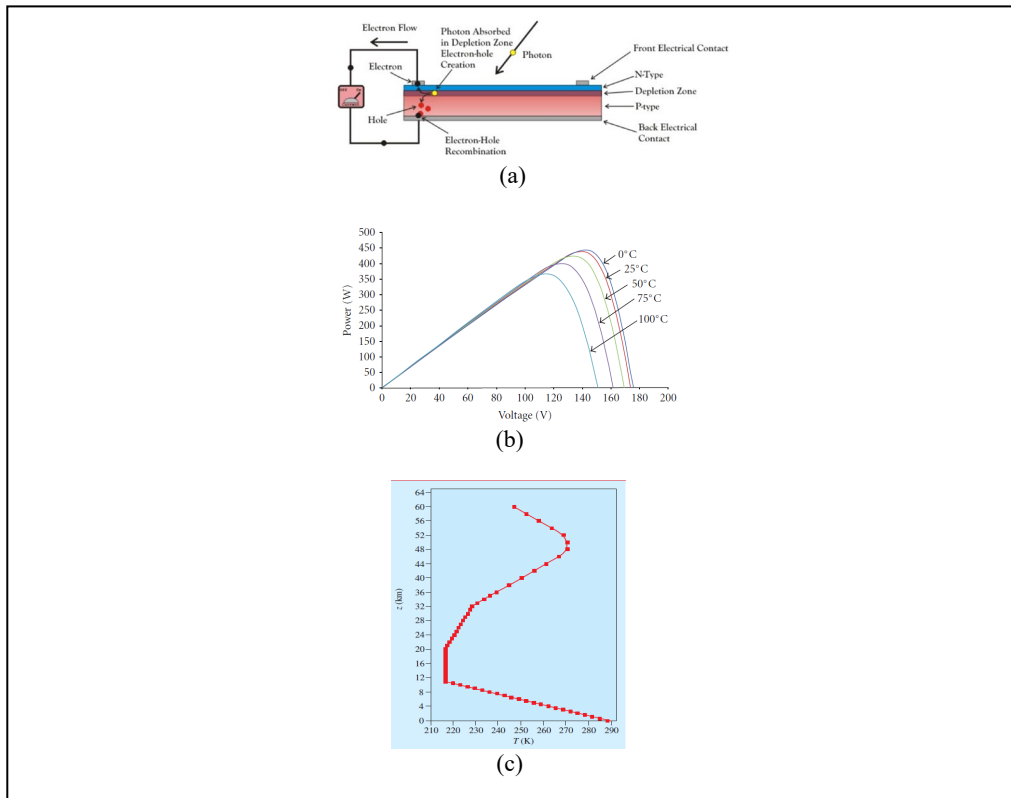 Electron Flow
Photon Absorbed
in Depletion Zone
Electron-hole
Creation
Photon
Electron
Front Electrical Contact
N-Type
Depletion Zone
P-type
Hole
Back Electrical
Contact
Electron-Hole
Recombination
(a)
500
450
400
350
300
250
200
150
100
50
0
Power (W)
0°C
25°C
50°C
75°C
100°C
0 20 40 60 80 100 120 140 160 180 200
Voltage (V)
(b)
64
60
56
52
48
44
40
36
32
28
24
20
16
12
8
4
0
z (km)
210 220 230 240 250 260 270 280 290
T (K)
(c)